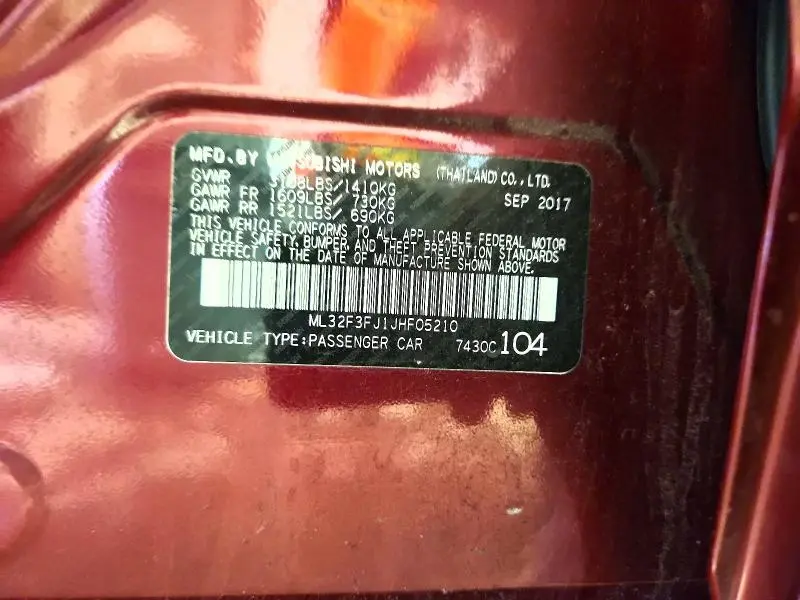 MFD.BY MITSUBISHI MOTORS (THAILAND) CO., LTD.
GVWR 3108LBS/1410KG SEP 2017
GAWR FR 1609LBS/ 730KG
GAWR RR 1521LBS/ 690KG
THIS VEHICLE CONFORMS TO ALL APPLICABLE FEDERAL MOTOR
VEHICLE SAFETY, BUMPER, AND THEFT PREVENTION STANDARDS
IN EFFECT ON THE DATE OF MANUFACTURE SHOWN ABOVE.
ML32F3FJ1JHF05210
VEHICLE TYPE:PASSENGER CAR 7430C 104